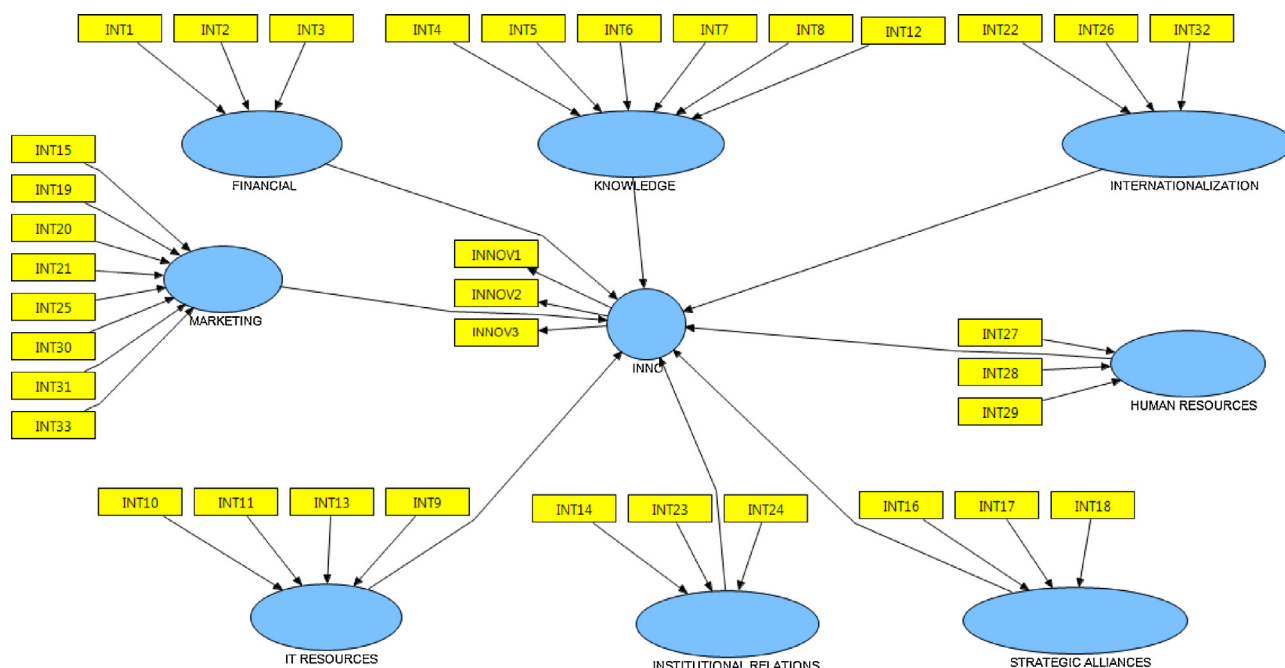 INT1
INT2
INT3
INT4
INT5
INT6
INT7
INT8
INT12
INT22
INT26
INT32
FINANCIAL
KNOWLEDGE
INTERNATIONALIZATION
INT15
INT19
INT20
INT21
INT25
INT30
INT31
INT33
MARKETING
INNOV1
INNOV2
INNOV3
INNO
INT27
INT28
INT29
HUMAN RESOURCES
INT10
INT11
INT13
INT9
IT RESOURCES
INT14
INT23
INT24
INSTITUTIONAL RELATIONS
INT16
INT17
INT18
STRATEGIC ALLIANCES